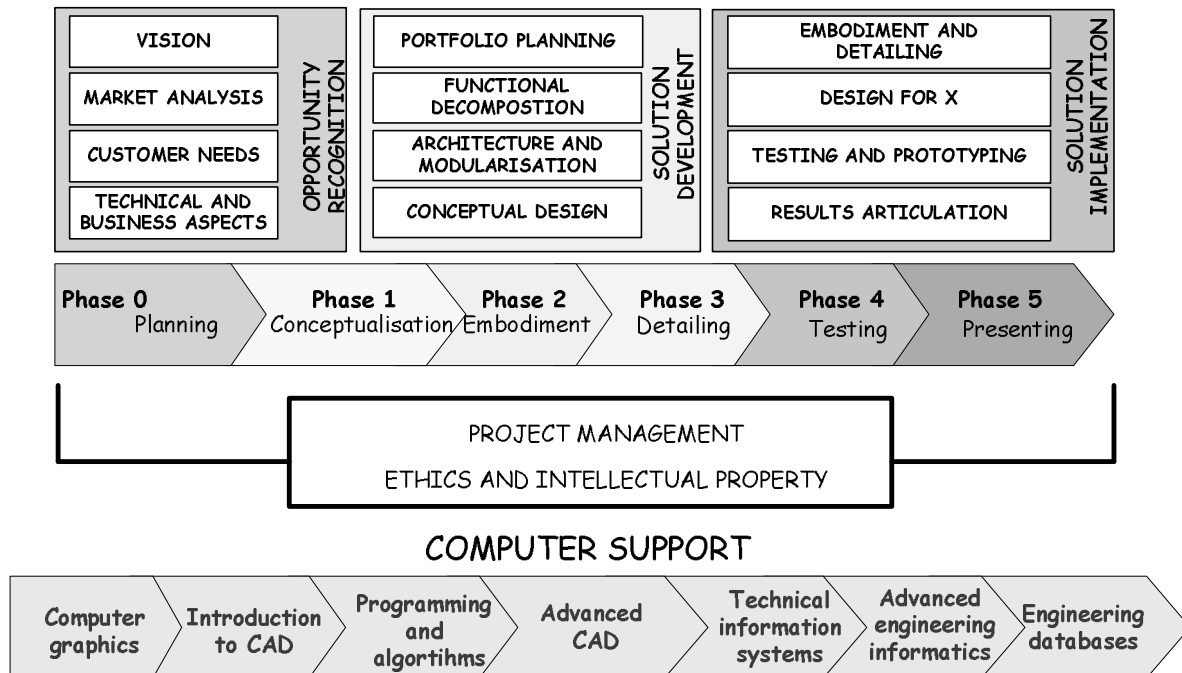 VISION
MARKET ANALYSIS
CUSTOMER NEEDS
TECHNICAL AND
BUSINESS ASPECTS
OPPORTUNITY
RECOGNITION
PORTFOLIO PLANNING
FUNCTIONAL
DECOMPOSTION
ARCHITECTURE AND
MODULARISATION
CONCEPTUAL DESIGN
SOLUTION
DEVELOPMENT
EMBODIMENT AND
DETAILING
DESIGN FOR X
TESTING AND PROTOTYPING
RESULTS ARTICULATION
SOLUTION
IMPLEMENTATION
Phase 0
Planning
Phase 1
Conceptualisation
Phase 2
Embodiment
Phase 3
Detailing
Phase 4
Testing
Phase 5
Presenting
PROJECT MANAGEMENT
ETHICS AND INTELLECTUAL PROPERTY
COMPUTER SUPPORT
Computer
graphics
Introduction
to CAD
Programming
and
algortihms
Advanced
CAD
Technical
information
systems
Advanced
engineering
informatics
Engineering
databases